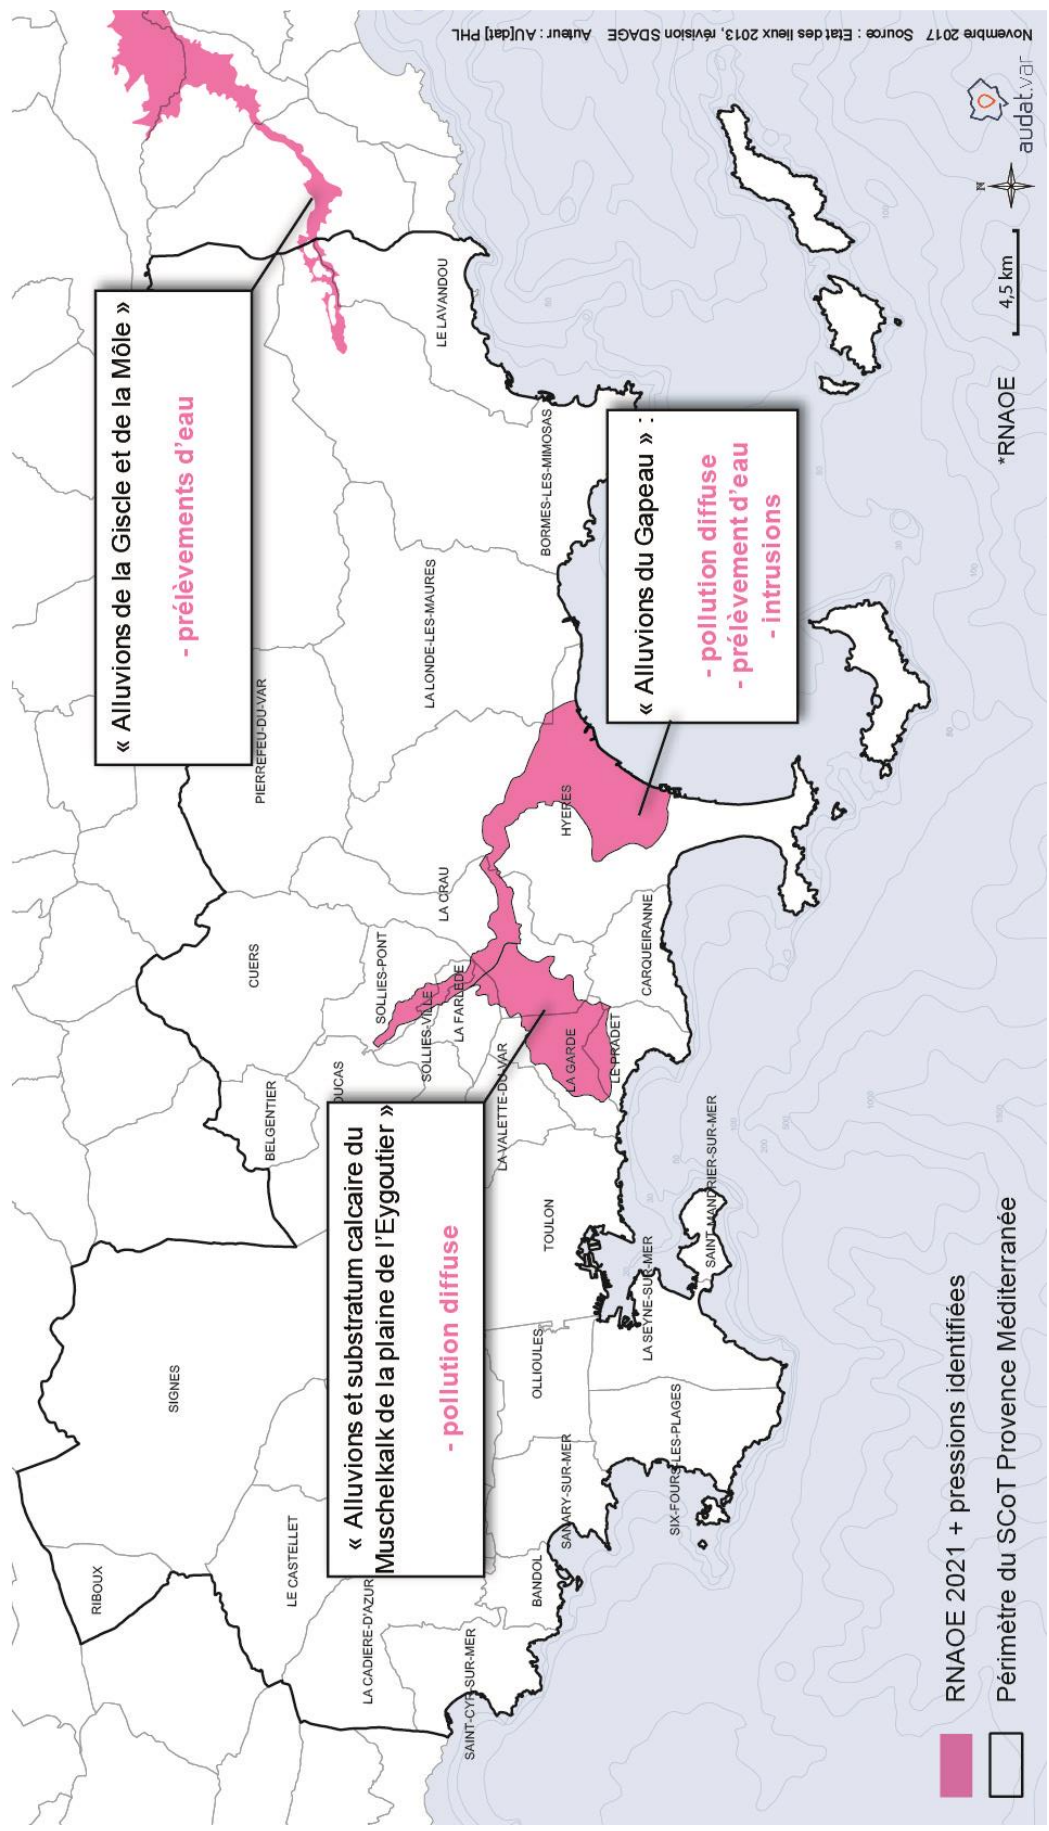 « Alluvions de la Giscle et de la Môle »
- prélèvements d'eau
« Alluvions et substratum calcaire du
Muschelkalk de la plaine de l'Eygoutier »
- pollution diffuse
« Alluvions du Gapeau » :
- pollution diffuse
- prélèvement d'eau
- intrusions
RIBOUX
SIGNES
LE CASTELLET
LA CADIERE-D'AZUR
SAINT-CYR-SUR-MER
BANDOL
SANARY-SUR-MER
OLLIOULES
SIX-FOURS-LES-PLAGES
LA SEYNE-SUR-MER
SAINT-MANDRIER-SUR-MER
TOULON
BELGENTIER
OUCAS
CUERS
SOLLIES-PONT
SOLLIES-VILLE
LA FARLEDE
LA VALETTE-DU-VAR
LA GARDE
LE PRADET
CARQUEIRANNE
LA CRAU
HYERES
PIERREFEU-DU-VAR
LA LONDE-LES-MAURES
BORMES-LES-MIMOSAS
LE LAVANDOU
RNAOE 2021 + pressions identifiées
Périmètre du SCoT Provence Méditerranée
*RNAOE
4,5 km
N
audat.var
Novembre 2017 Source : Etat des lieux 2013, révision SDAGE Auteur : AU[dat] PHL